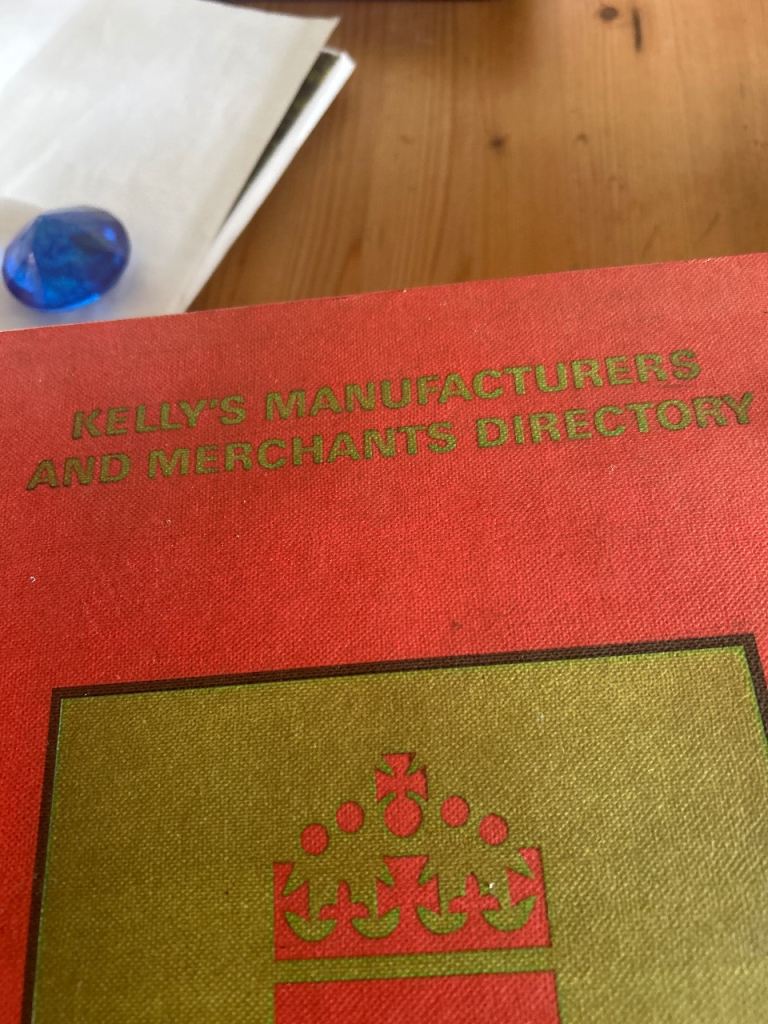 KELLY'S MANUFACTURERS
AND MERCHANTS DIRECTORY